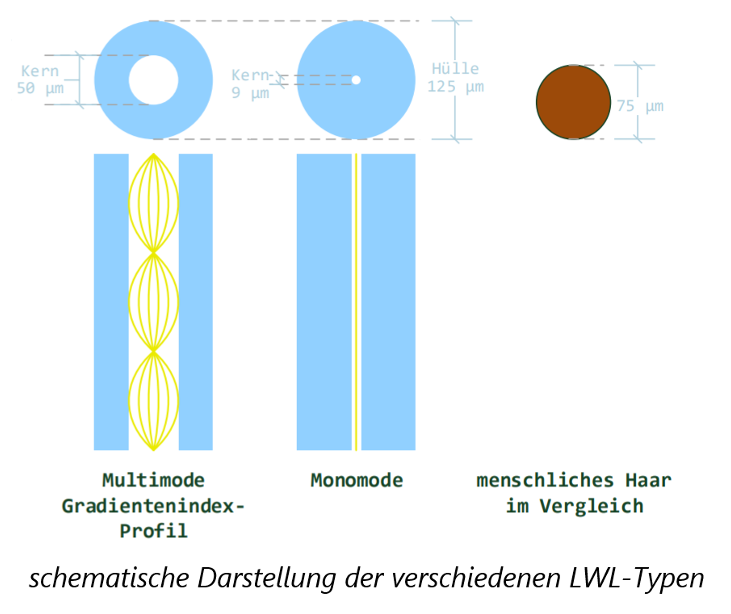 Kern
50 µm
Kern
9 µm
Hülle
125 µm
75 µm
Multimode
Gradientenindex-
Profil
Monomode
menschliches Haar
im Vergleich
schematische Darstellung der verschiedenen LWL-Typen